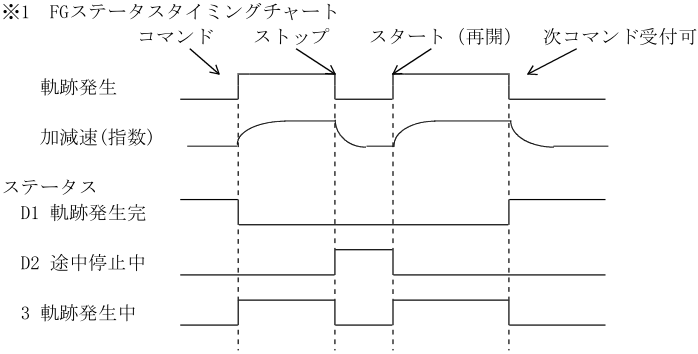 ※1 FGステータスタイミングチャート
コマンド ストップ スタート (再開) 次コマンド受付可
軌跡発生
加減速(指数)
ステータス
D1 軌跡発生完
D2 途中停止中
3 軌跡発生中